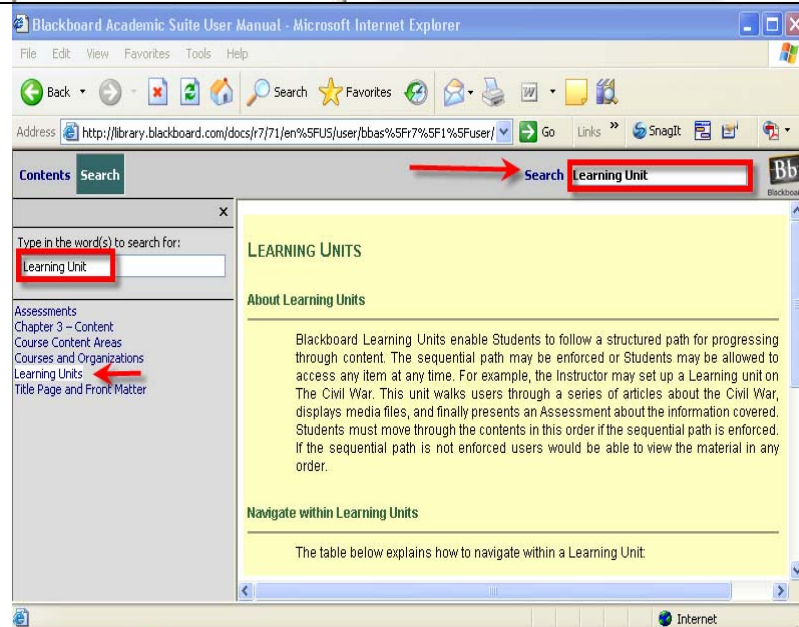 Blackboard Academic Suite User Manual - Microsoft Internet Explorer
File Edit View Favorites Tools Help
Back Search Favorites
Address http://library.blackboard.com/docs/r7/71/en%5FUS/user/bbas%5Fr7%5F1%5Fuser/ Go Links » SnagIt
Contents Search Search Learning Unit Bb
Blackboar
x
Type in the word(s) to search for:
Learning Unit
Assessments
Chapter 3 – Content
Course Content Areas
Courses and Organizations
Learning Units
Title Page and Front Matter
LEARNING UNITS
About Learning Units
Blackboard Learning Units enable Students to follow a structured path for progressing
through content. The sequential path may be enforced or Students may be allowed to
access any item at any time. For example, the Instructor may set up a Learning unit on
The Civil War. This unit walks users through a series of articles about the Civil War,
displays media files, and finally presents an Assessment about the information covered.
Students must move through the contents in this order if the sequential path is enforced.
If the sequential path is not enforced users would be able to view the material in any
order.
Navigate within Learning Units
The table below explains how to navigate within a Learning Unit:
Internet